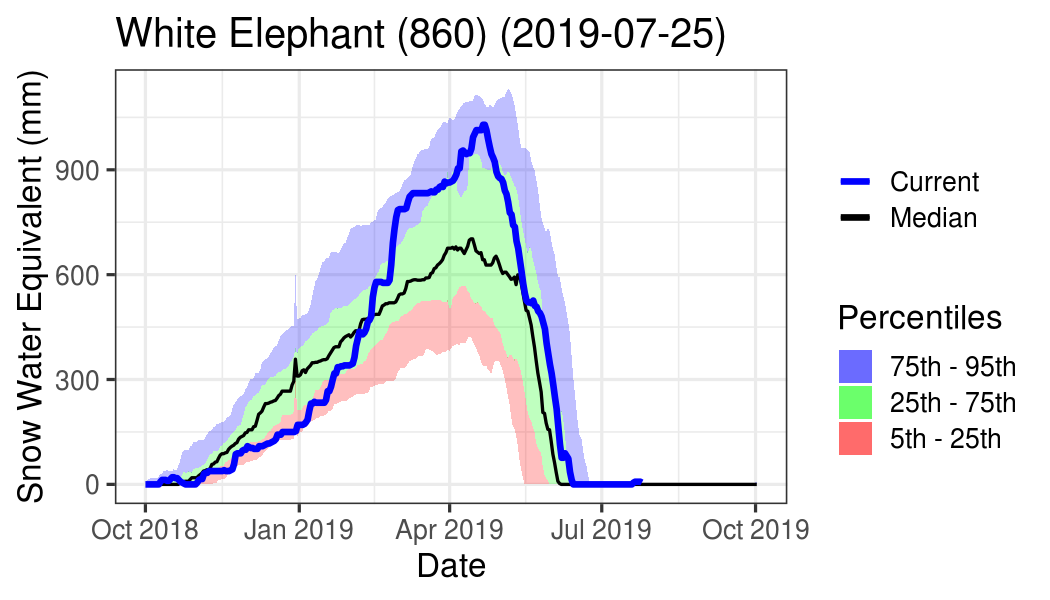 White Elephant (860) (2019-07-25)
Snow Water Equivalent (mm)
900
600
300
0
Oct 2018
Jan 2019
Apr 2019
Jul 2019
Oct 2019
Date
Current
Median
Percentiles
75th - 95th
25th - 75th
5th - 25th